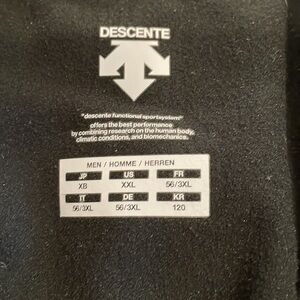 DESCENTE
"descente functional sportsystem"
offers the best performance
by combining research on the human body,
climatic conditions, and biomechanics.
MEN / HOMME / HERREN
JP US FR
XB XXL 56/3XL
IT DE KR
56/3XL 56/3XL 120